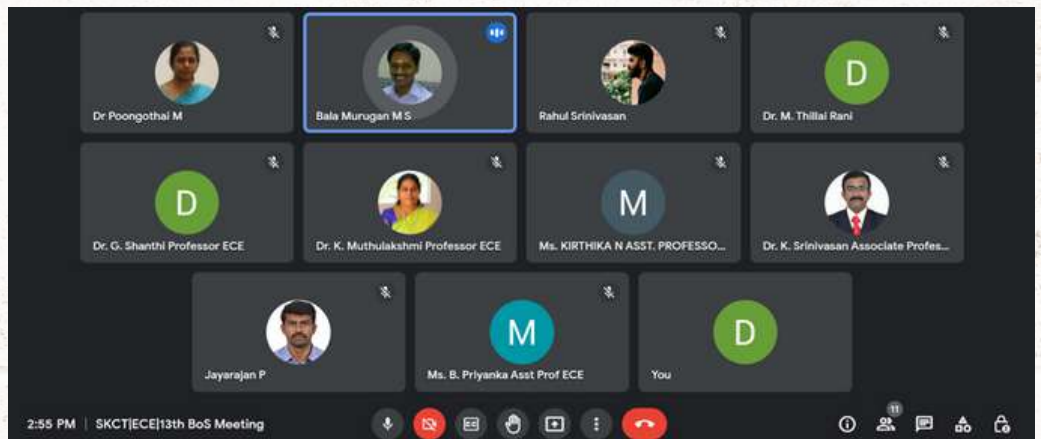 Dr Poongothai M
Bala Murugan M S
Rahul Srinivasan
D
Dr. M. Thillai Rani
D
Dr. G. Shanthi Professor ECE
Dr. K. Muthulakshmi Professor ECE
M
Ms. KIRTHIKA N ASST. PROFESSO...
Dr. K. Srinivasan Associate Profes...
Jayarajan P
M
Ms. B. Priyanka Asst Prof ECE
D
You
2:55 PM | SKCT|ECE|13th BoS Meeting
11